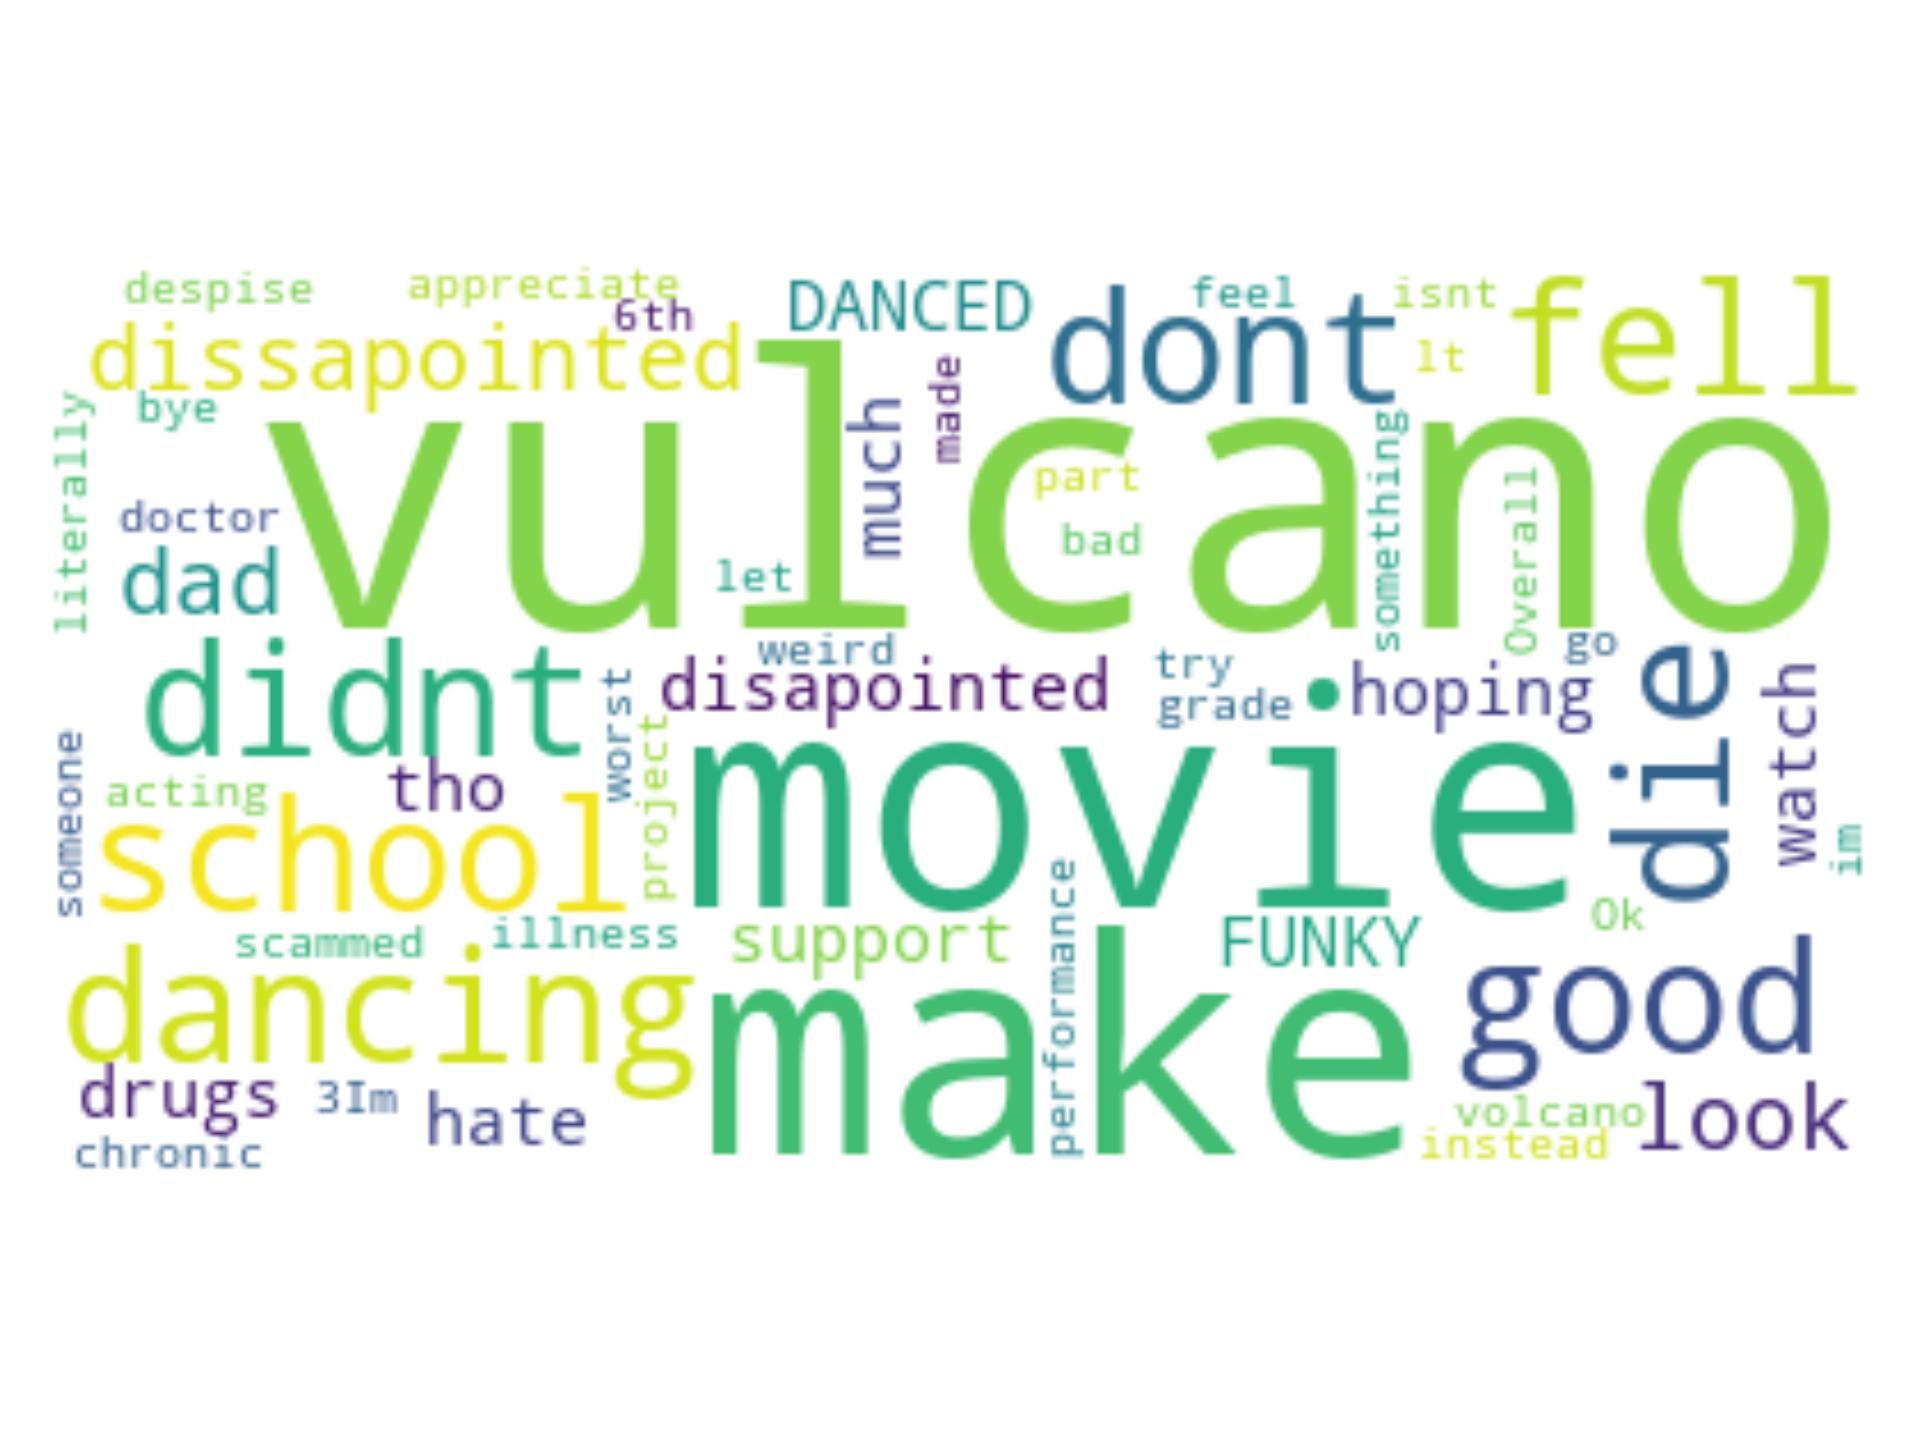 despise
appreciate
6th
DANCED
feel
isnt
fell
dissapointed
dont
lt
made
bye
much
literally
vulcano
part
something
Overall
doctor
bad
dad
let
didnt
weird
disapointed
try
grade
hoping
go
die
watch
worst
project
someone
acting
tho
school
movie
im
scammed
illness
support
performance
FUNKY
Ok
dancing
make
good
drugs
3Im
hate
volcano
look
chronic
instead